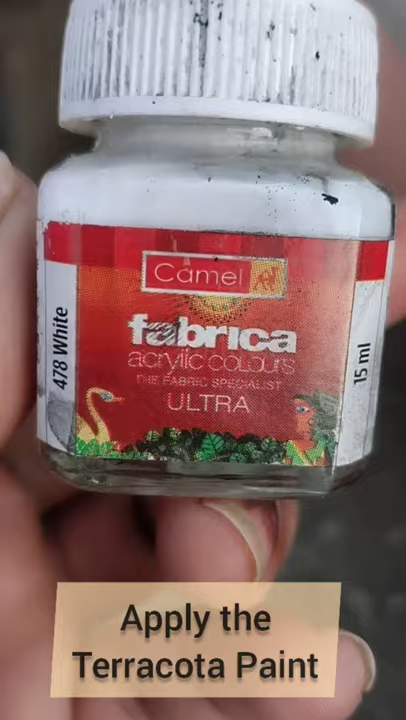 Camel
fabrica
acrylic colours
THE FABRIC SPECIALIST
ULTRA
478 White
15 ml
Apply the
Terracota Paint